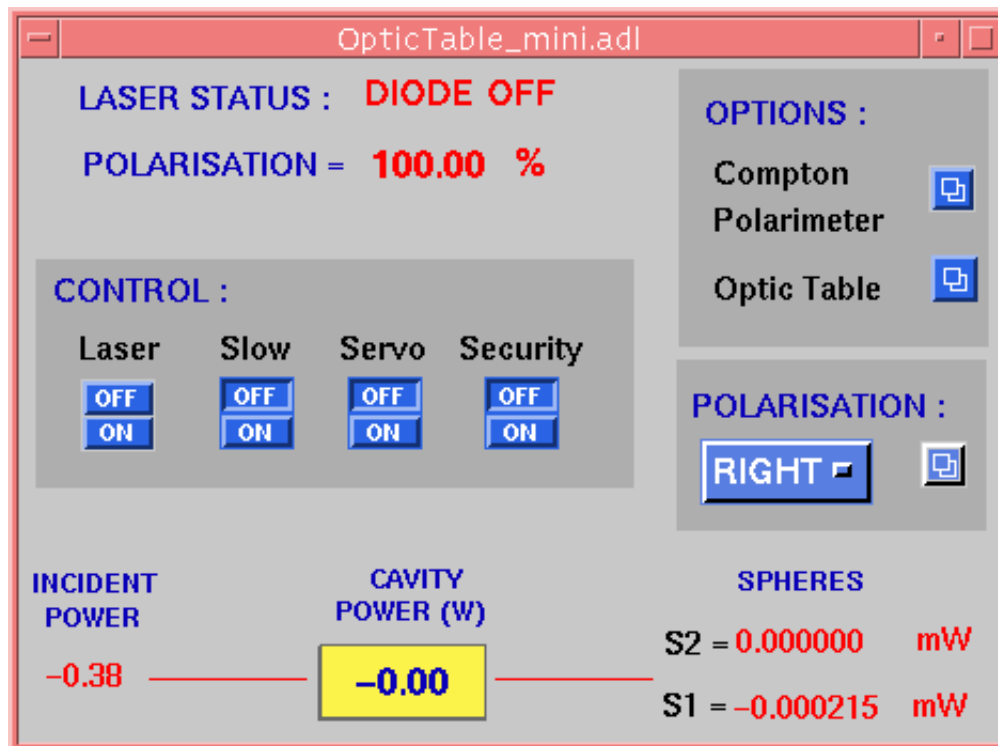 OpticTable_mini.adl
LASER STATUS : DIODE OFF
POLARISATION = 100.00 %
OPTIONS :
Compton
Polarimeter
Optic Table
CONTROL :
Laser Slow Servo Security
OFF OFF OFF OFF
ON ON ON ON
POLARISATION :
RIGHT
INCIDENT
POWER
-0.38
CAVITY
POWER (W)
-0.00
SPHERES
S2 = 0.000000 mW
S1 = -0.000215 mW